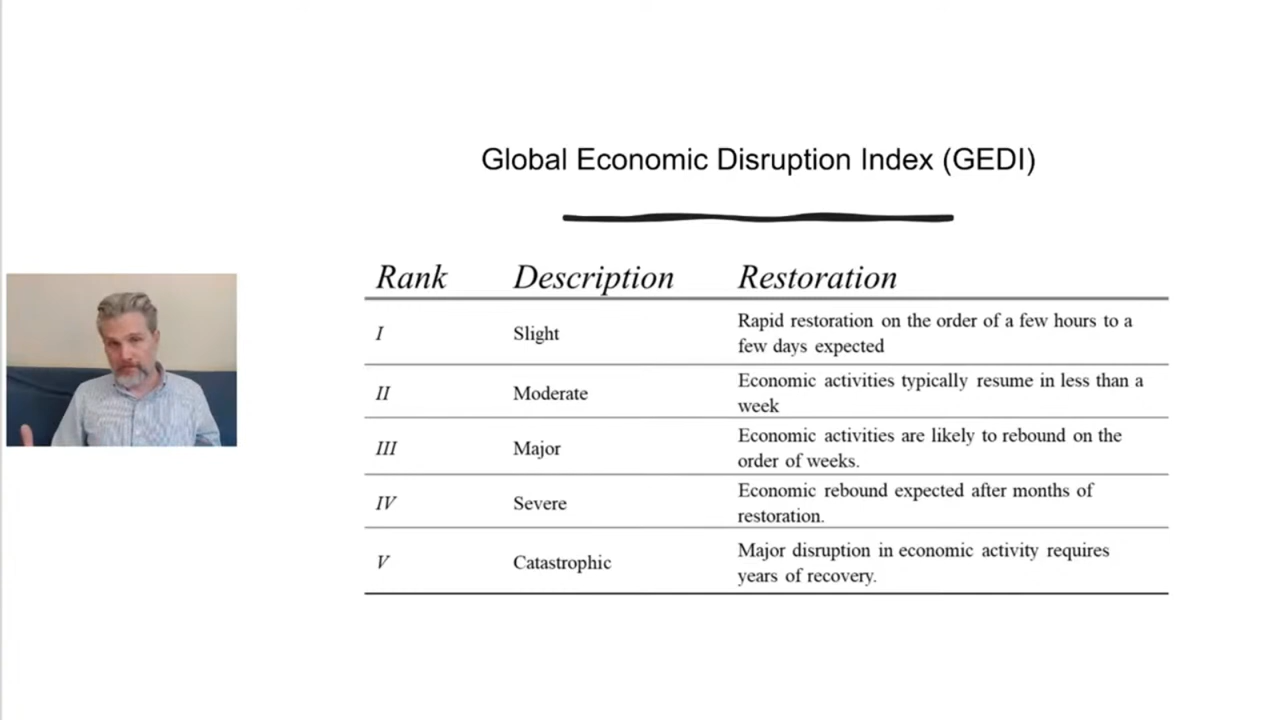 Global Economic Disruption Index (GEDI)
Rank Description Restoration
I Slight Rapid restoration on the order of a few hours to a
few days expected
II Moderate Economic activities typically resume in less than a
week
III Major Economic activities are likely to rebound on the
order of weeks.
IV Severe Economic rebound expected after months of
restoration.
V Catastrophic Major disruption in economic activity requires
years of recovery.